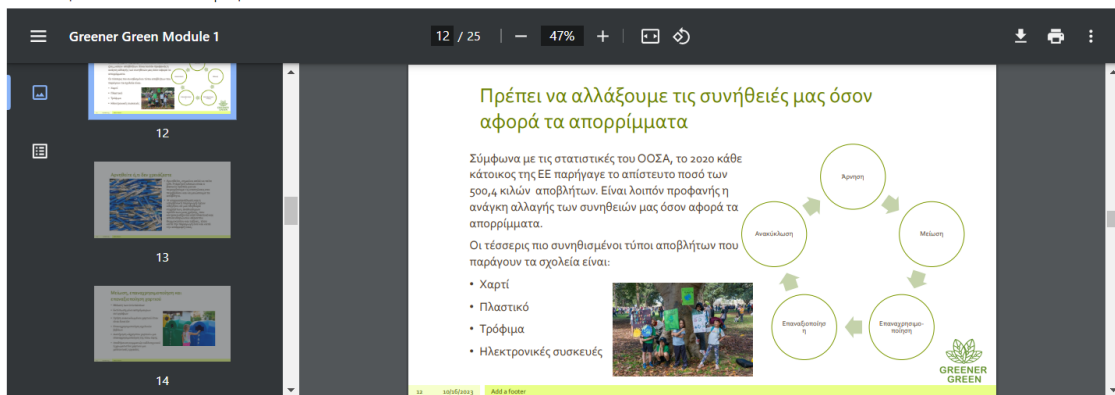 Greener Green Module 1
12 / 25
47%
12
13
14
Πρέπει να αλλάξουμε τις συνήθειές μας όσον
αφορά τα απορρίμματα
Σύμφωνα με τις στατιστικές του ΟΟΣΑ, το 2020 κάθε
κάτοικος της ΕΕ παρήγαγε το απίστευτο ποσό των
500,4 κιλών αποβλήτων. Είναι λοιπόν προφανής η
ανάγκη αλλαγής των συνηθειών μας όσον αφορά τα
απορρίμματα.
Οι τέσσερις πιο συνηθισμένοι τύποι αποβλήτων που
παράγουν τα σχολεία είναι:
• Χαρτί
• Πλαστικό
• Τρόφιμα
• Ηλεκτρονικές συσκευές
Άρνηση
Μείωση
Επαναχρησιμο-
ποίηση
Επαναξιοποίησ
η
Ανακύκλωση
GREENER
GREEN
12 10/16/2023 Add a footer